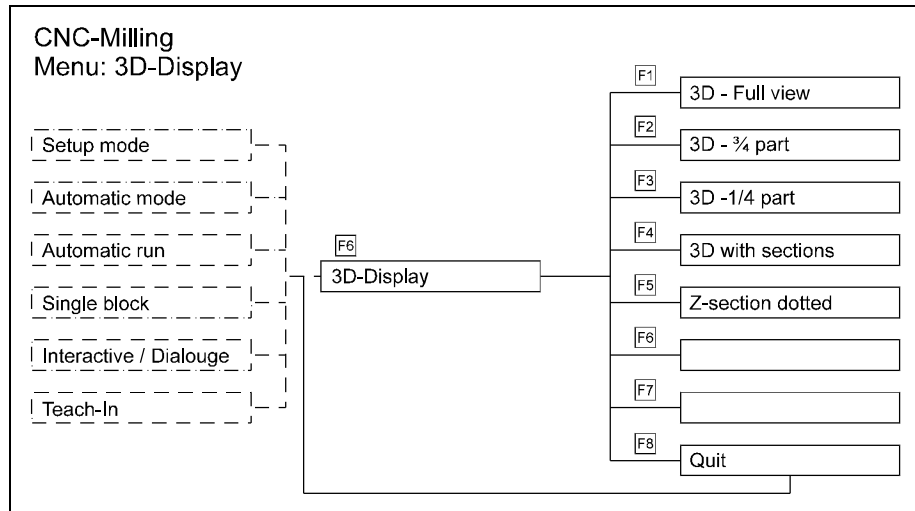 CNC-Milling
Menu: 3D-Display
Setup mode
Automatic mode
Automatic run
Single block
Interactive / Dialouge
Teach-In
F6
3D-Display
F1
3D - Full view
F2
3D - ¾ part
F3
3D -1/4 part
F4
3D with sections
F5
Z-section dotted
F6
F7
F8
Quit